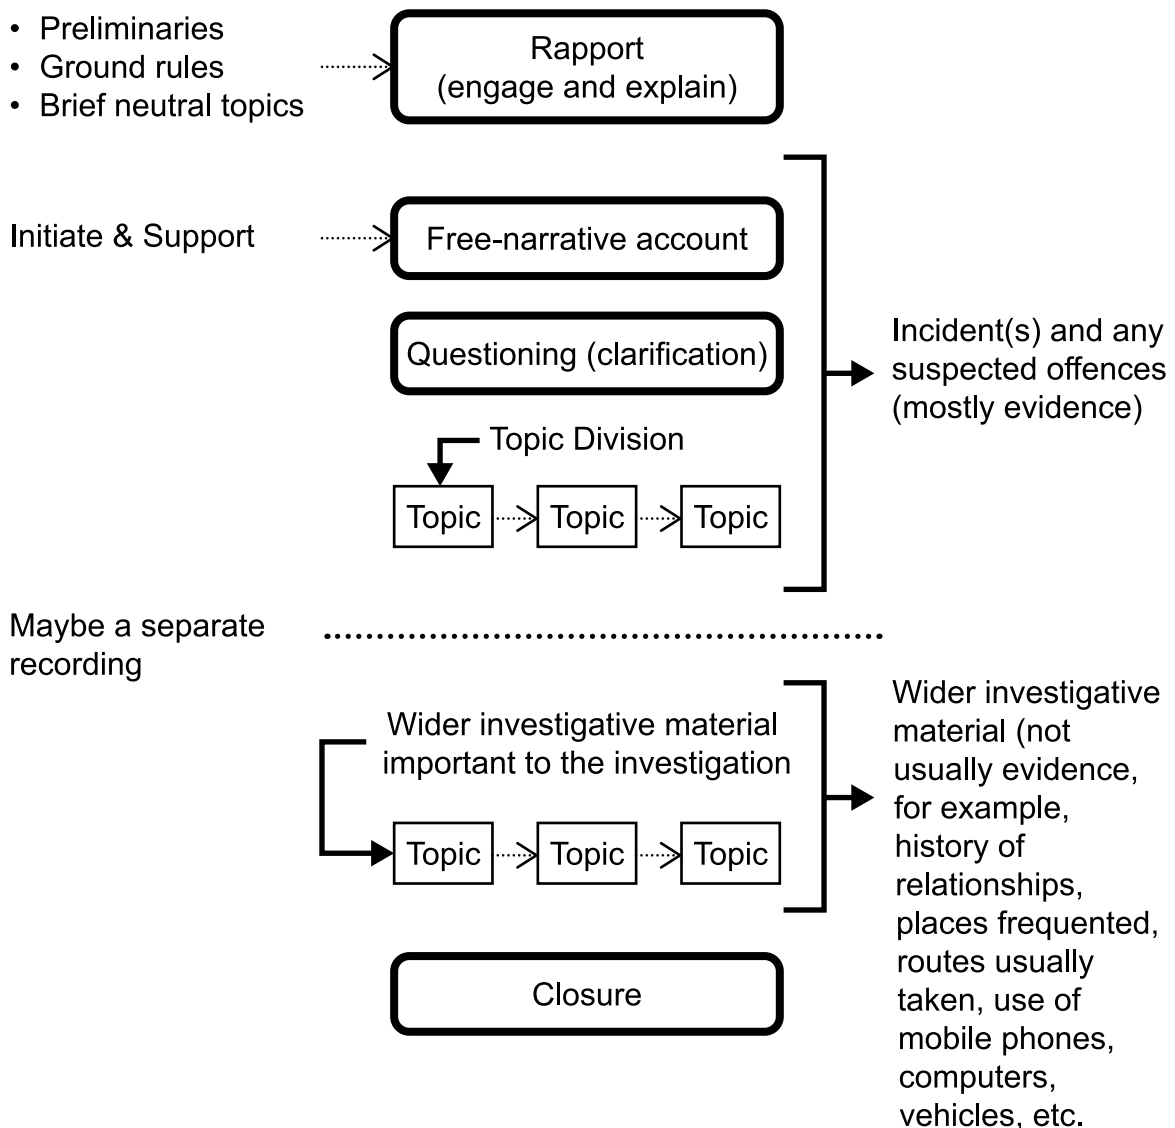 • Preliminaries
• Ground rules
• Brief neutral topics
Rapport
(engage and explain)
Initiate & Support
Free-narrative account
Questioning (clarification)
Topic Division
Topic
Topic
Topic
Incident(s) and any
suspected offences
(mostly evidence)
Maybe a separate
recording
Wider investigative material
important to the investigation
Topic
Topic
Topic
Wider investigative
material (not
usually evidence,
for example,
history of
relationships,
places frequented,
routes usually
taken, use of
mobile phones,
computers,
vehicles, etc.
Closure